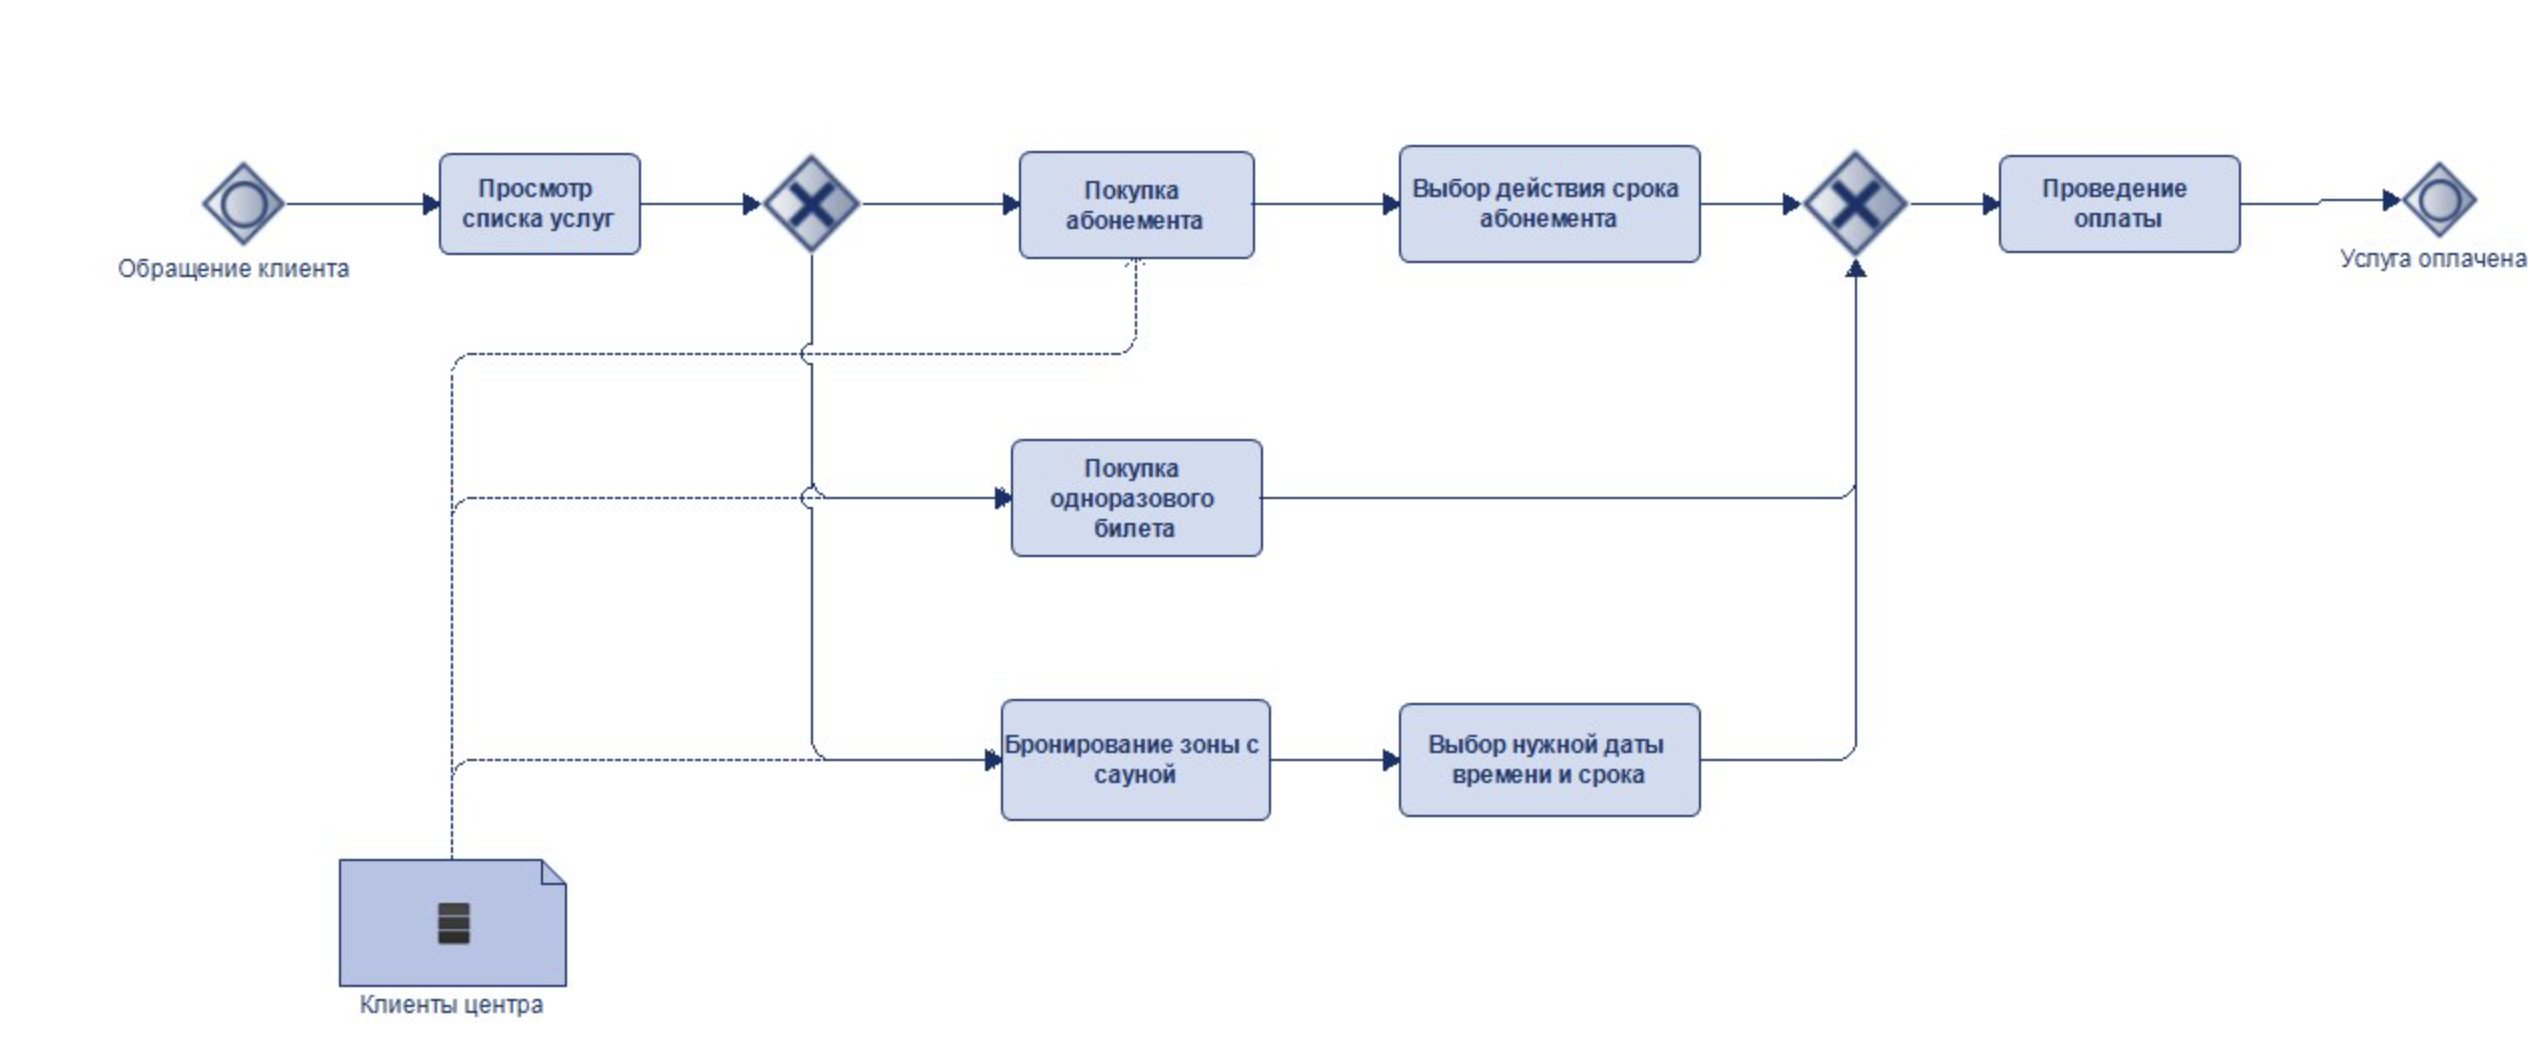 Обращение клиента
Просмотр
списка услуг
Покупка
абонемента
Выбор действия срока
абонемента
Проведение
оплаты
Услуга оплачена
Покупка
одноразового
билета
Бронирование зоны с
сауной
Выбор нужной даты
времени и срока
Клиенты центра